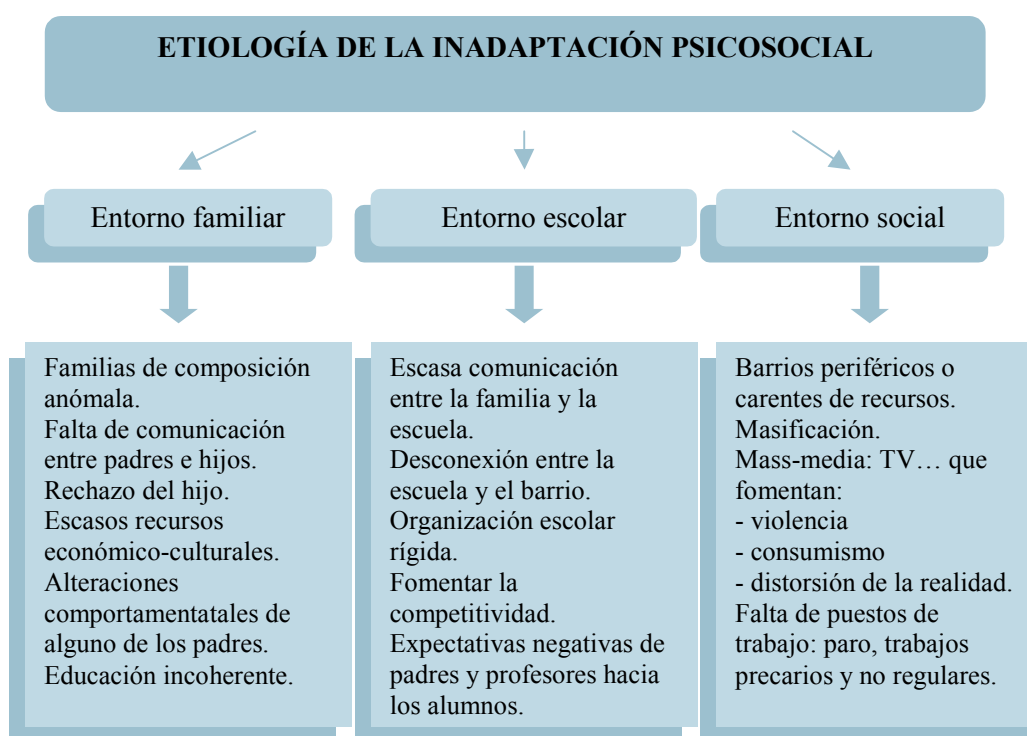 ETIOLOGÍA DE LA INADAPTACIÓN PSICOSOCIAL
Entorno familiar
Entorno escolar
Entorno social
Familias de composición
anómala.
Falta de comunicación
entre padres e hijos.
Rechazo del hijo.
Escasos recursos
económico-culturales.
Alteraciones
comportamentatales de
alguno de los padres.
Educación incoherente.
Escasa comunicación
entre la familia y la
escuela.
Desconexión entre la
escuela y el barrio.
Organización escolar
rígida.
Fomentar la
competitividad.
Expectativas negativas de
padres y profesores hacia
los alumnos.
Barrios periféricos o
carentes de recursos.
Masificación.
Mass-media: TV… que
fomentan:
- violencia
- consumismo
- distorsión de la realidad.
Falta de puestos de
trabajo: paro, trabajos
precarios y no regulares.